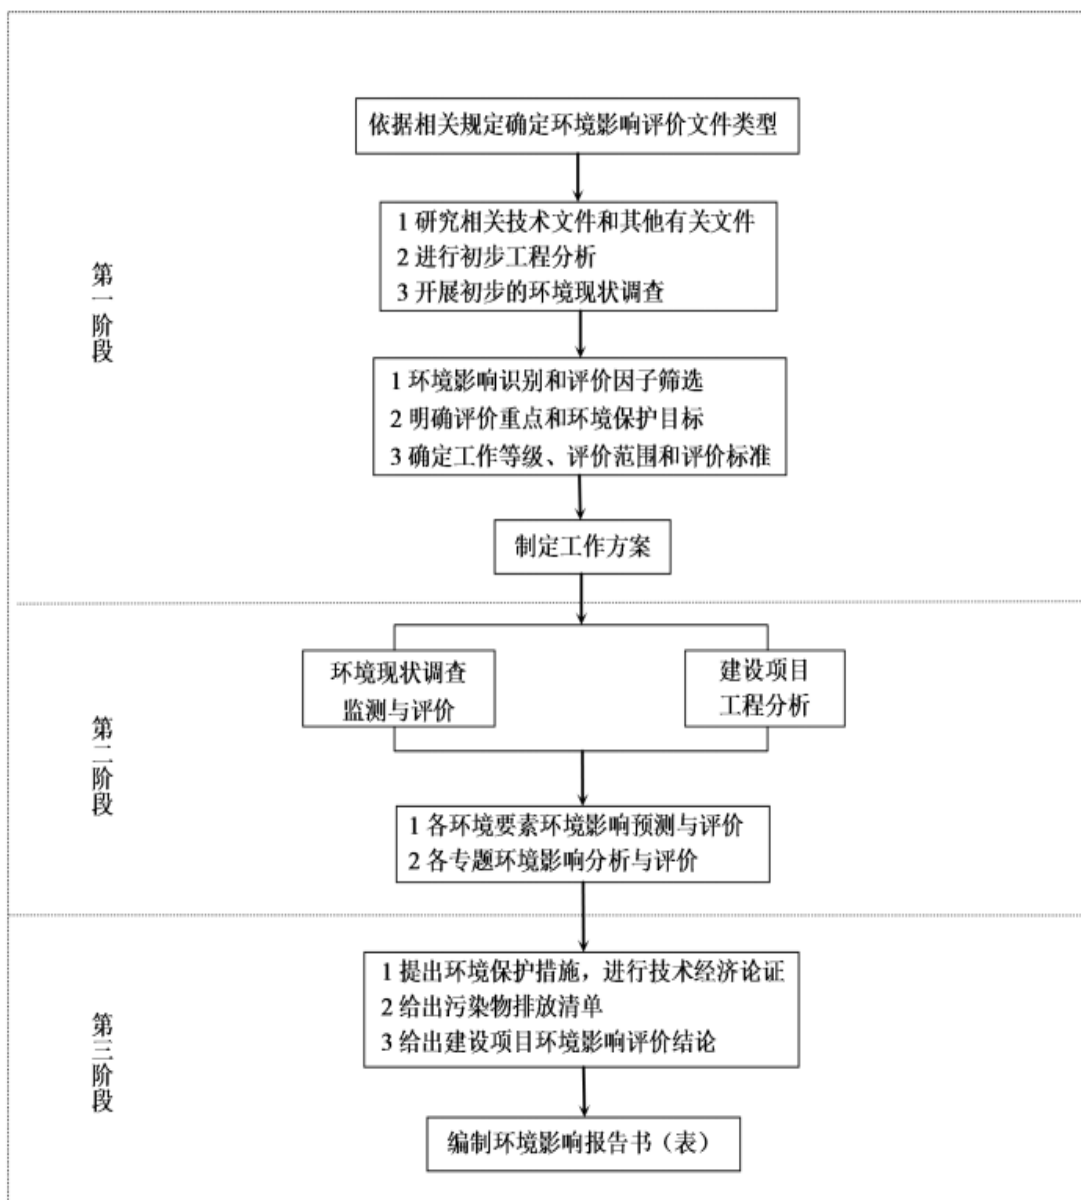 依据相关规定确定环境影响评价文件类型
1 研究相关技术文件和其他有关文件
2 进行初步工程分析
3 开展初步的环境现状调查
第一阶段
1 环境影响识别和评价因子筛选
2 明确评价重点和环境保护目标
3 确定工作等级、评价范围和评价标准
制定工作方案
环境现状调查
监测与评价
建设项目
工程分析
第二阶段
1 各环境要素环境影响预测与评价
2 各专题环境影响分析与评价
1 提出环境保护措施，进行技术经济论证
2 给出污染物排放清单
3 给出建设项目环境影响评价结论
第三阶段
编制环境影响报告书（表）